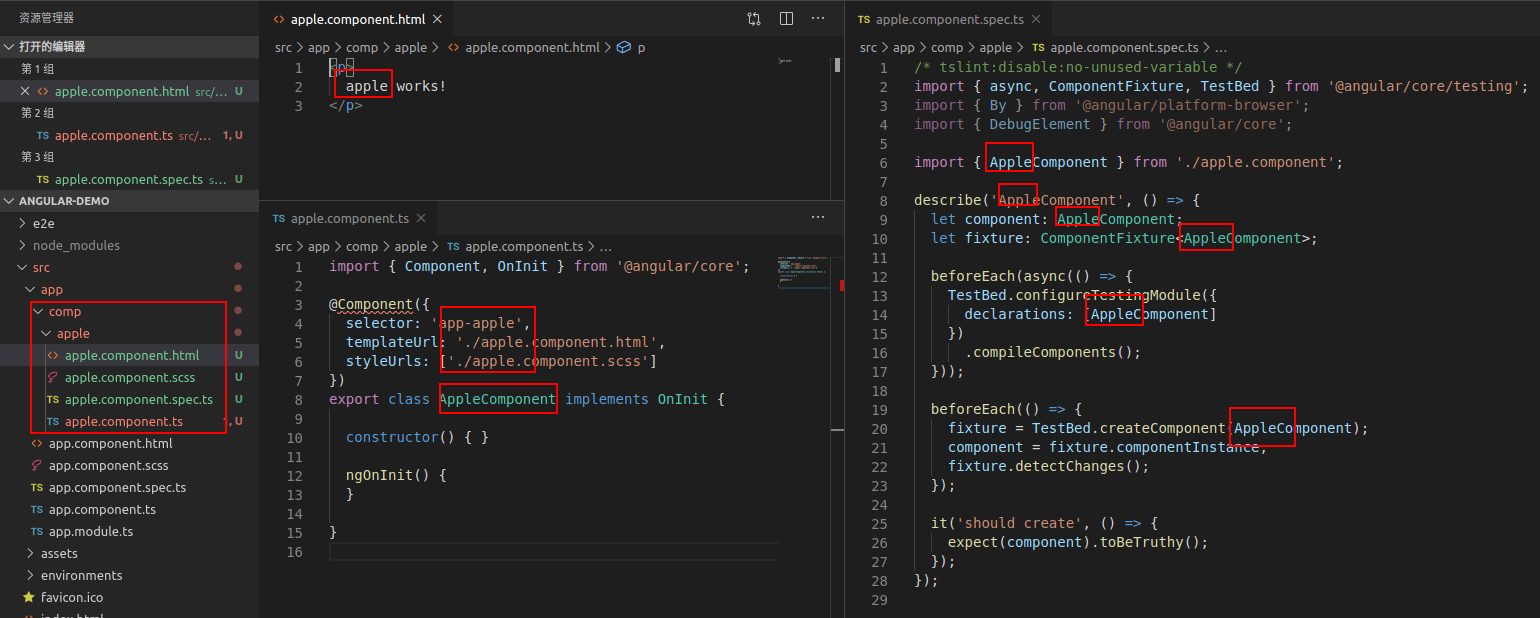 资源管理器
打开的编辑器
第 1 组
apple.component.html src/... U
第 2 组
TS apple.component.ts src/... 1, U
第 3 组
TS apple.component.spec.ts s... U
ANGULAR-DEMO
e2e
node_modules
src
app
comp
apple
apple.component.html U
apple.component.scss U
TS apple.component.spec.ts U
TS apple.component.ts , U
app.component.html
app.component.scss
TS app.component.spec.ts
TS app.component.ts
TS app.module.ts
assets
environments
favicon.ico
index.html
apple.component.html
src > app > comp > apple > apple.component.html > p
1 <p>
2 apple works!
3 </p>
TS apple.component.ts
src > app > comp > apple > TS apple.component.ts > ...
1 import { Component, OnInit } from '@angular/core';
2
3 @Component({
4 selector: 'app-apple',
5 templateUrl: './apple.component.html',
6 styleUrls: ['./apple.component.scss']
7 })
8 export class AppleComponent implements OnInit {
9
10 constructor() { }
11
12 ngOnInit() {
13 }
14
15 }
16
TS apple.component.spec.ts
src > app > comp > apple > TS apple.component.spec.ts > ...
1 /* tslint:disable:no-unused-variable */
2 import { async, ComponentFixture, TestBed } from '@angular/core/testing';
3 import { By } from '@angular/platform-browser';
4 import { DebugElement } from '@angular/core';
5
6 import { AppleComponent } from './apple.component';
7
8 describe('AppleComponent', () => {
9 let component: AppleComponent;
10 let fixture: ComponentFixture<AppleComponent>;
11
12 beforeEach(async(() => {
13 TestBed.configureTestingModule({
14 declarations: [AppleComponent]
15 })
16 .compileComponents();
17 }));
18
19 beforeEach(() => {
20 fixture = TestBed.createComponent(AppleComponent);
21 component = fixture.componentInstance;
22 fixture.detectChanges();
23 });
24
25 it('should create', () => {
26 expect(component).toBeTruthy();
27 });
28 });
29